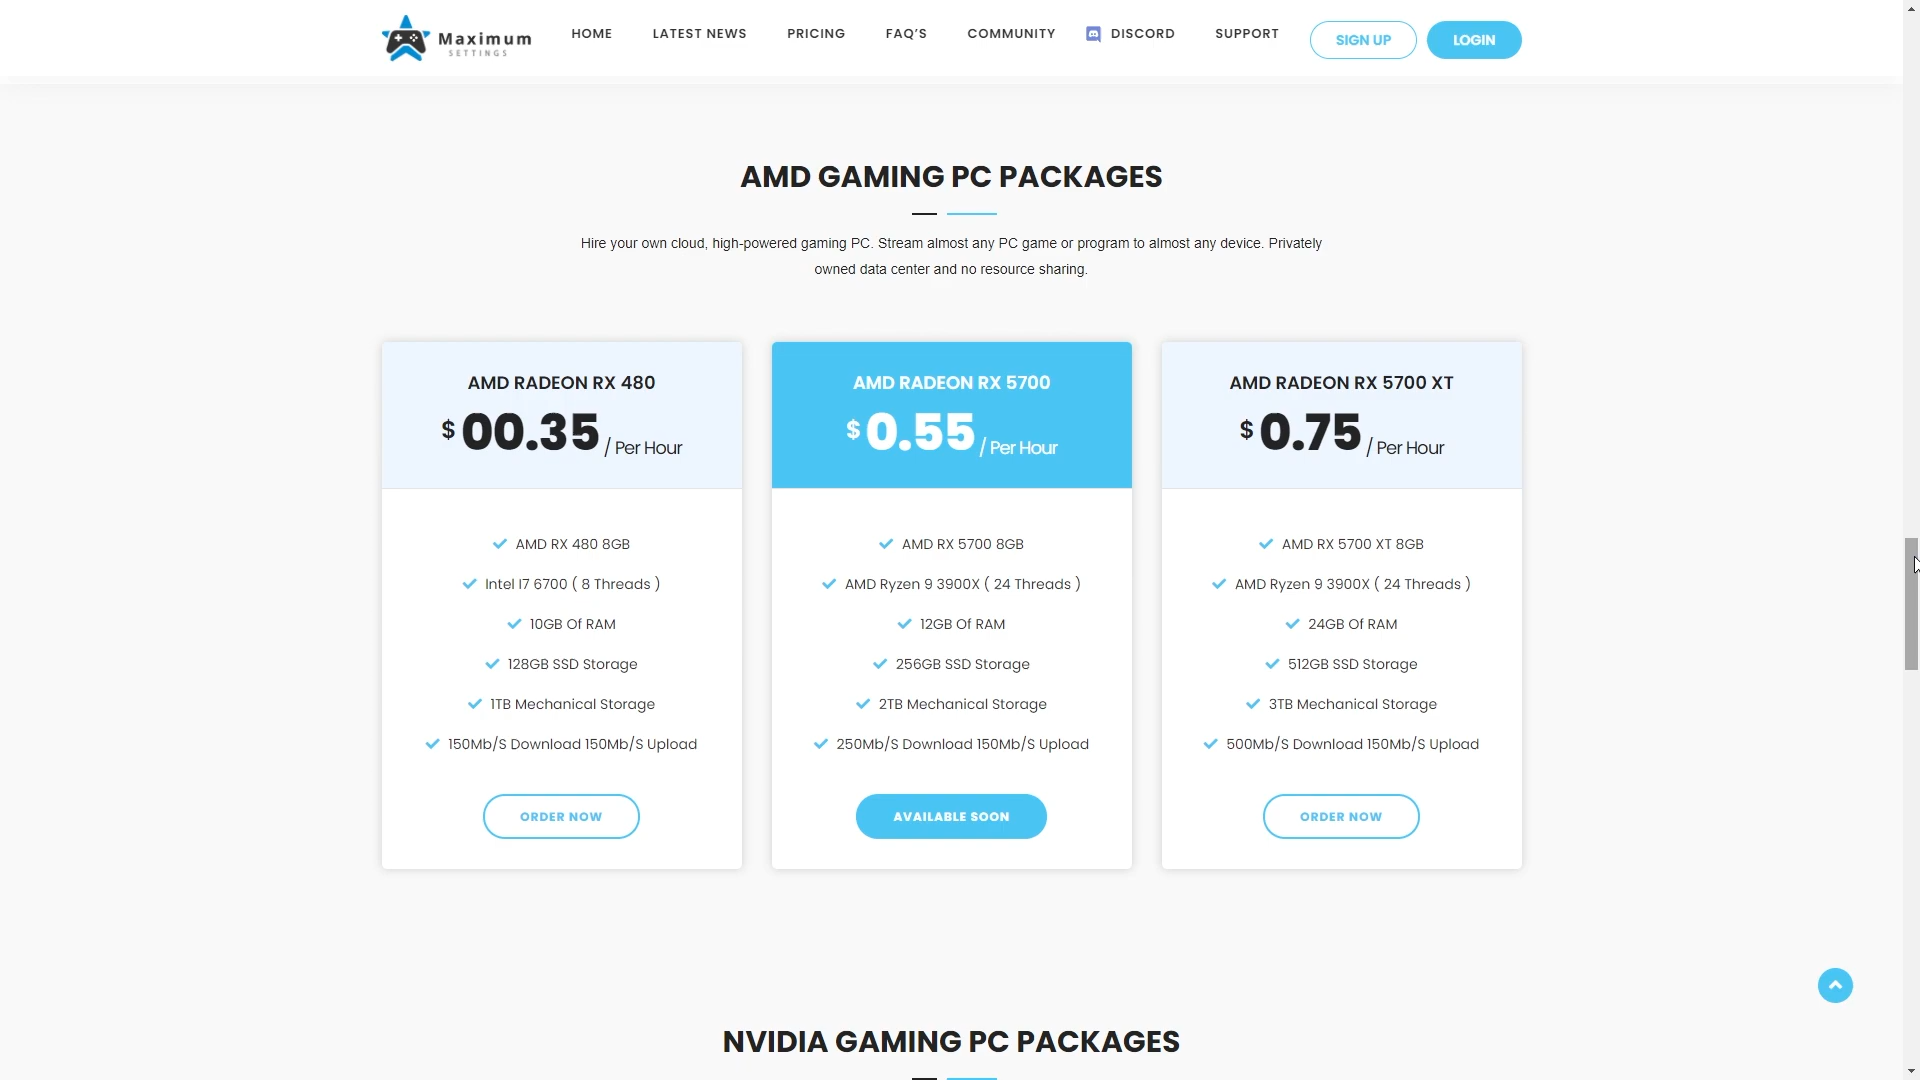 Maximum
SETTINGS
HOME
LATEST NEWS
PRICING
FAQ'S
COMMUNITY
DISCORD
SUPPORT
SIGN UP
LOGIN
AMD GAMING PC PACKAGES
Hire your own cloud, high-powered gaming PC. Stream almost any PC game or program to almost any device. Privately
owned data center and no resource sharing.
AMD RADEON RX 480
$ 00.35 / Per Hour
AMD RX 480 8GB
Intel I7 6700 ( 8 Threads )
10GB Of RAM
128GB SSD Storage
1TB Mechanical Storage
150Mb/S Download 150Mb/S Upload
ORDER NOW
AMD RADEON RX 5700
$ 0.55 / Per Hour
AMD RX 5700 8GB
AMD Ryzen 9 3900X ( 24 Threads )
12GB Of RAM
256GB SSD Storage
2TB Mechanical Storage
250Mb/S Download 150Mb/S Upload
AVAILABLE SOON
AMD RADEON RX 5700 XT
$ 0.75 / Per Hour
AMD RX 5700 XT 8GB
AMD Ryzen 9 3900X ( 24 Threads )
24GB Of RAM
512GB SSD Storage
3TB Mechanical Storage
500Mb/S Download 150Mb/S Upload
ORDER NOW
NVIDIA GAMING PC PACKAGES